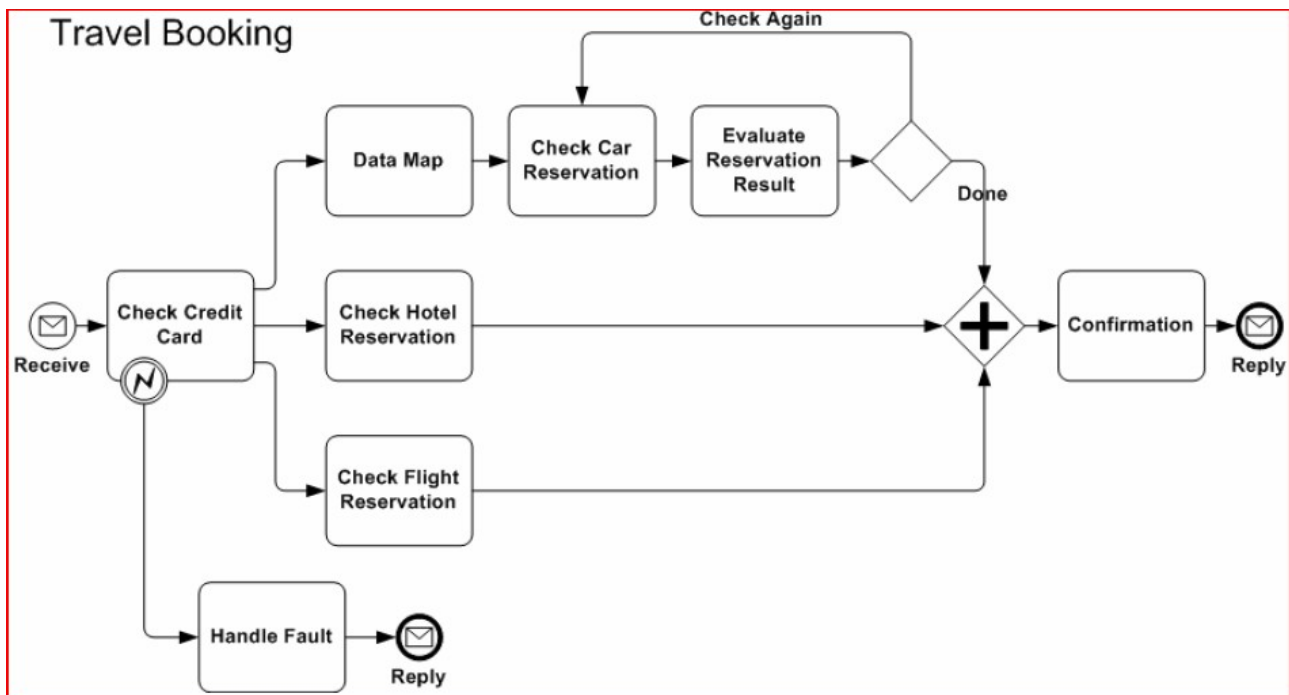 Travel Booking
Check Again
Data Map
Check Car
Reservation
Evaluate
Reservation
Result
Done
Receive
Check Credit
Card
Check Hotel
Reservation
Confirmation
Reply
Check Flight
Reservation
Handle Fault
Reply